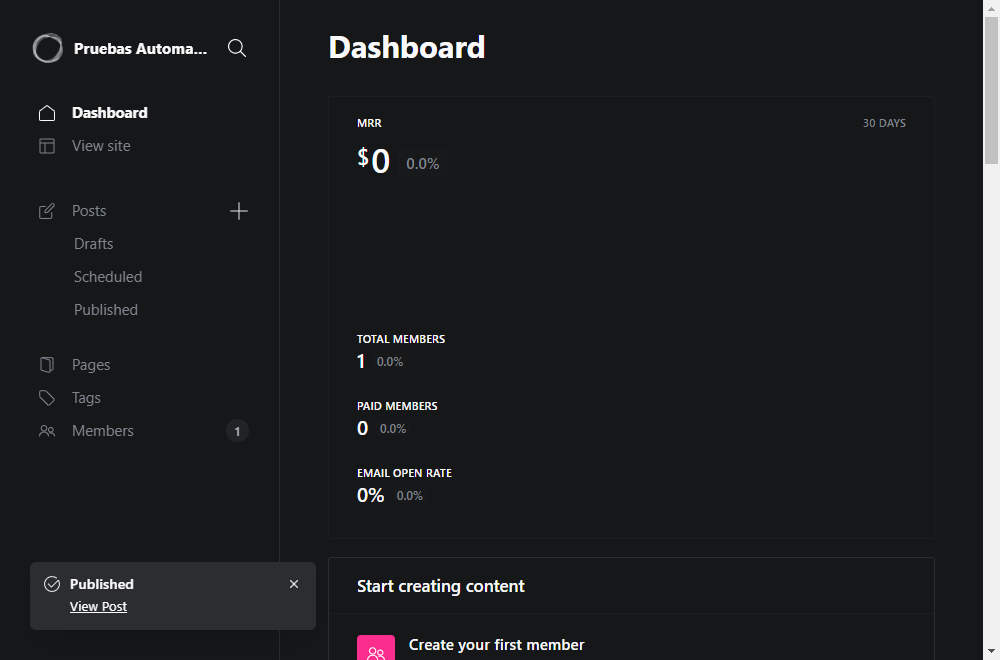 Pruebas Automa...
Dashboard
View site
Posts
Drafts
Scheduled
Published
Pages
Tags
Members
1
Published
View Post
Dashboard
MRR
30 DAYS
$0 0.0%
TOTAL MEMBERS
1 0.0%
PAID MEMBERS
0 0.0%
EMAIL OPEN RATE
0% 0.0%
Start creating content
Create your first member